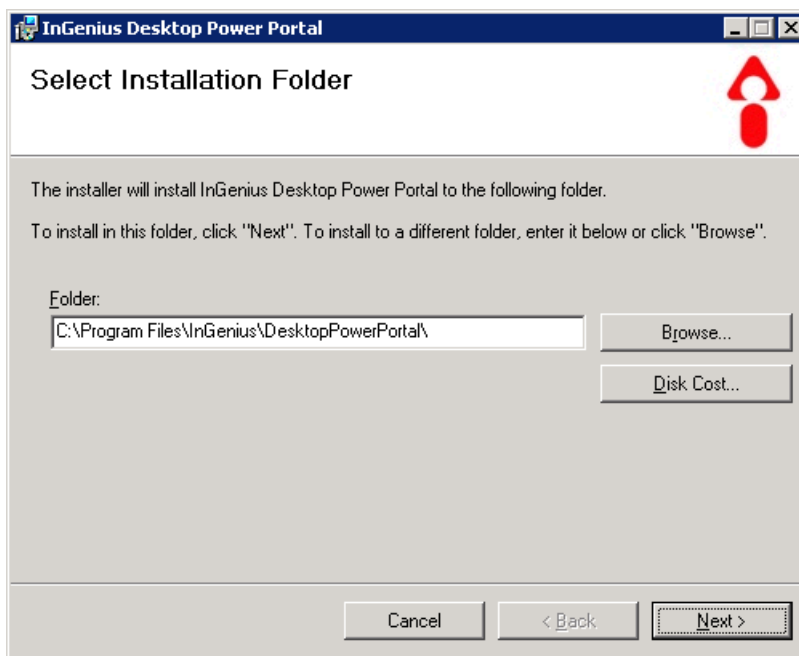 InGenius Desktop Power Portal
Select Installation Folder
The installer will install InGenius Desktop Power Portal to the following folder.
To install in this folder, click "Next". To install to a different folder, enter it below or click "Browse".
Folder:
C:\Program Files\InGenius\DesktopPowerPortal\
Browse...
Disk Cost...
Cancel
< Back
Next >